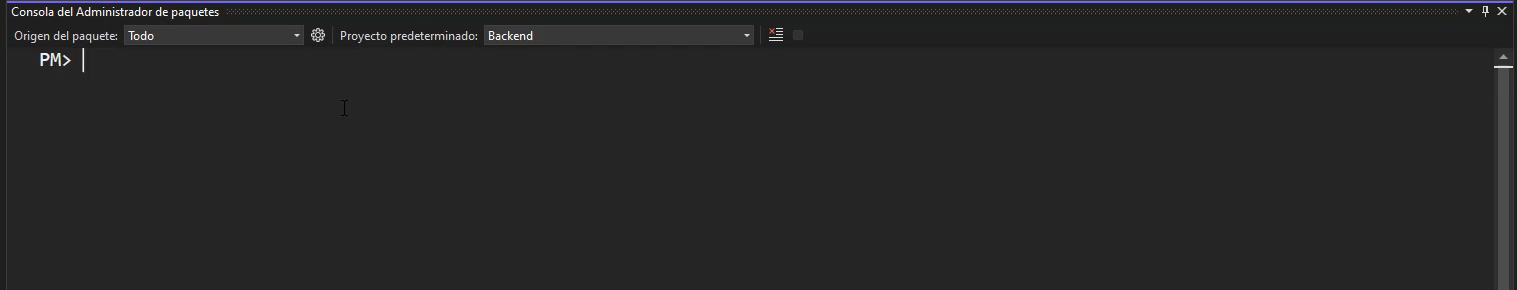 Consola del Administrador de paquetes
Origen del paquete: Todo Proyecto predeterminado: Backend
PM>